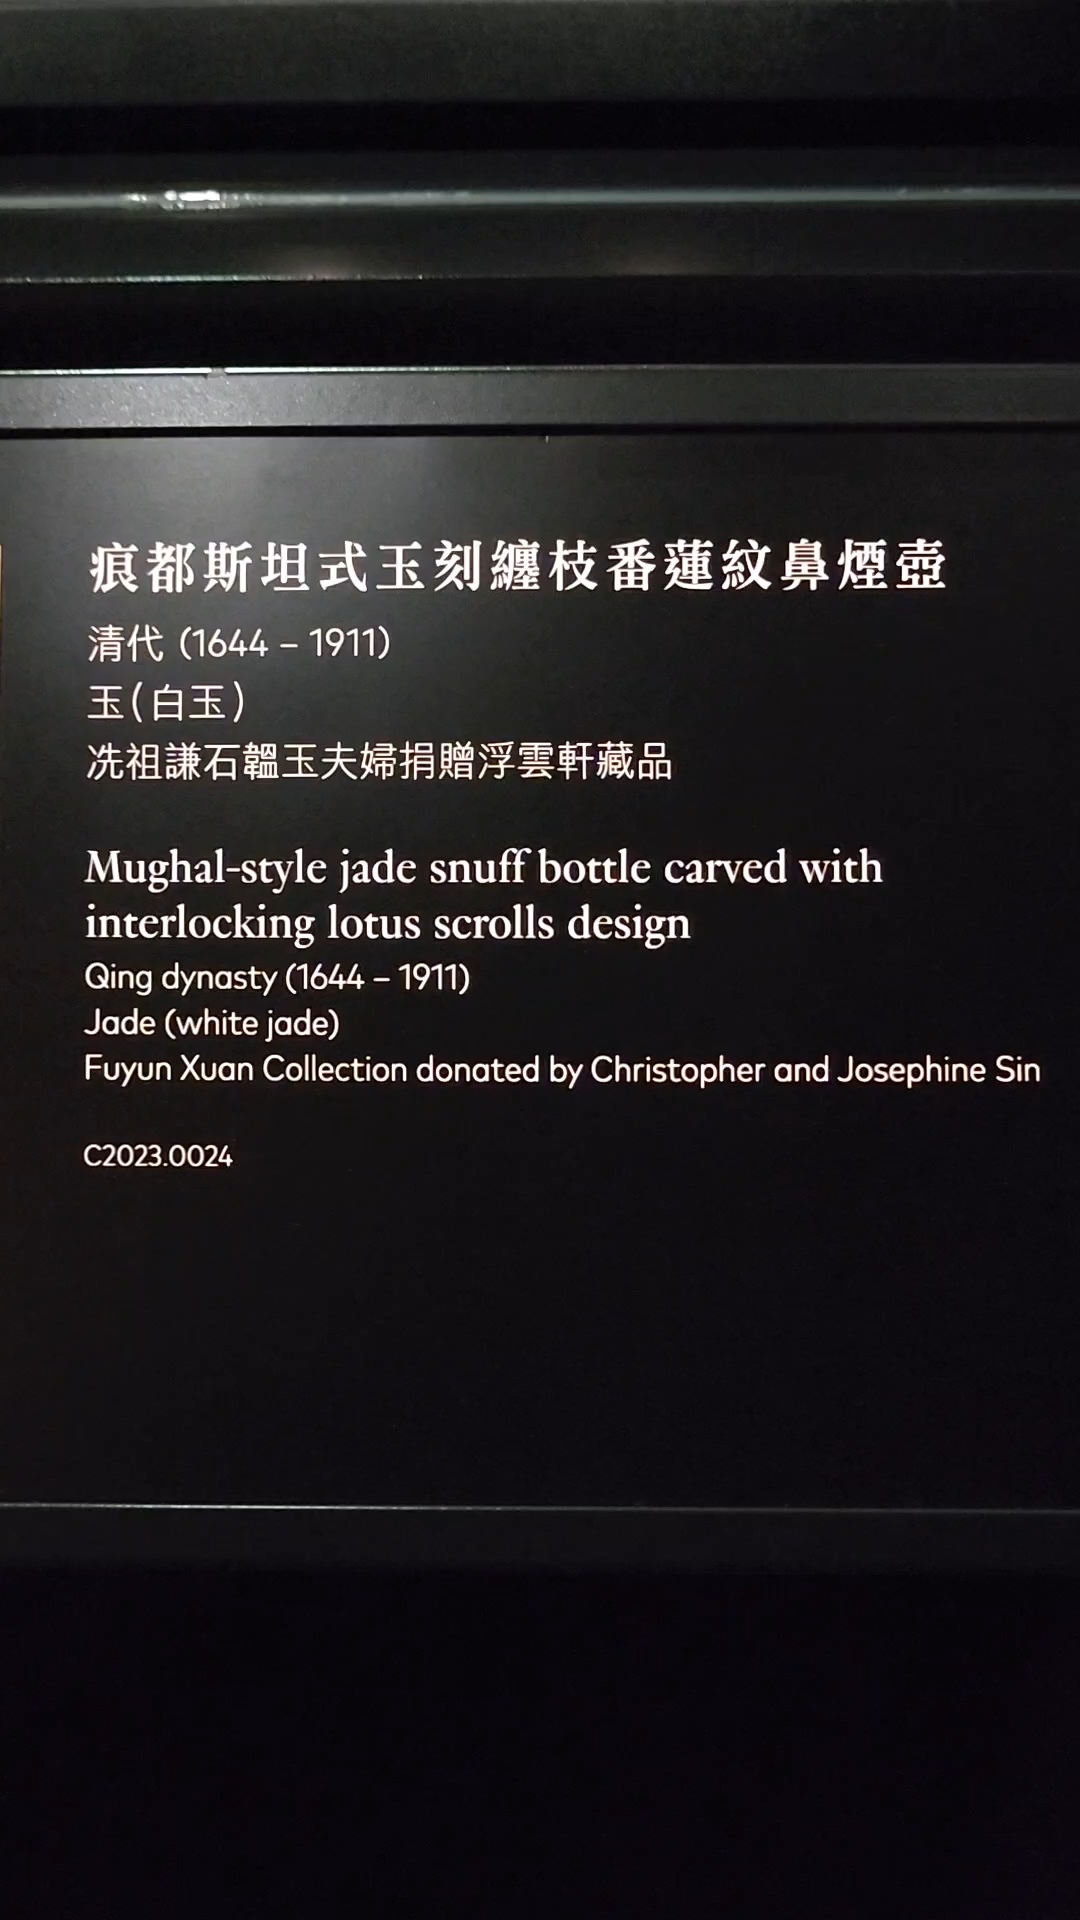 痕都斯坦式玉刻纏枝番蓮紋鼻煙壺
清代 (1644 – 1911)
玉(白玉)
冼祖謙石韞玉夫婦捐贈浮雲軒藏品
Mughal-style jade snuff bottle carved with
interlocking lotus scrolls design
Qing dynasty (1644 – 1911)
Jade (white jade)
Fuyun Xuan Collection donated by Christopher and Josephine Sin
C2023.0024